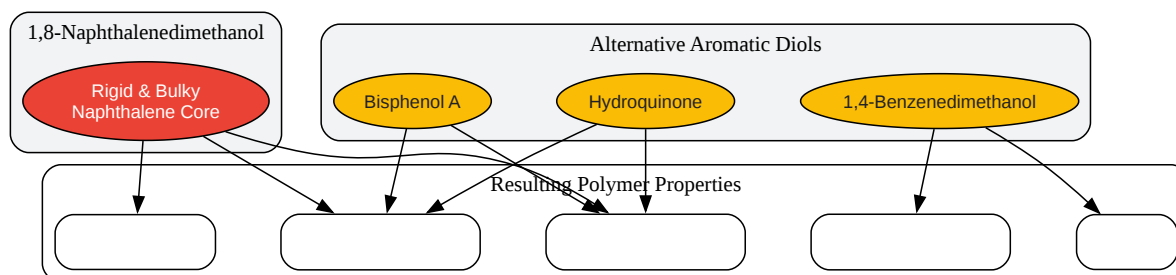 1,8-Naphthalenedimethanol
Alternative Aromatic Diols
Rigid & Bulky
Naphthalene Core
Bisphenol A
Hydroquinone
1,4-Benzenedimethanol
Resulting Polymer Properties